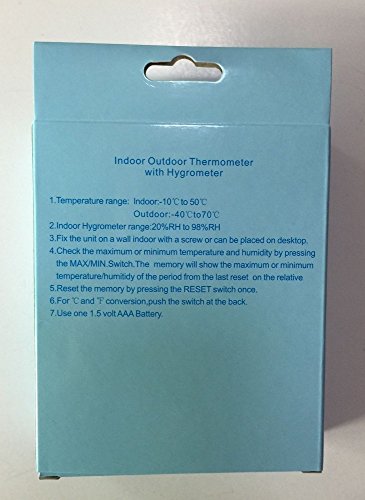 Indoor Outdoor Thermometer
with Hygrometer
1.Temperature range: Indoor:-10℃ to 50℃
Outdoor:-40℃to70℃
2.Indoor Hygrometer range:20%RH to 98%RH
3.Fix the unit on a wall indoor with a screw or can be placed on desktop.
4.Check the maximum or minimum temperature and humidity by pressing
the MAX/MIN.Switch.The memory will show the maximum or minimum
temperature/humitidy of the period from the last reset on the relative
5.Reset the memory by pressing the RESET switch once.
6.For ℃ and ℉ conversion,push the switch at the back.
7.Use one 1.5 volt AAA Battery.